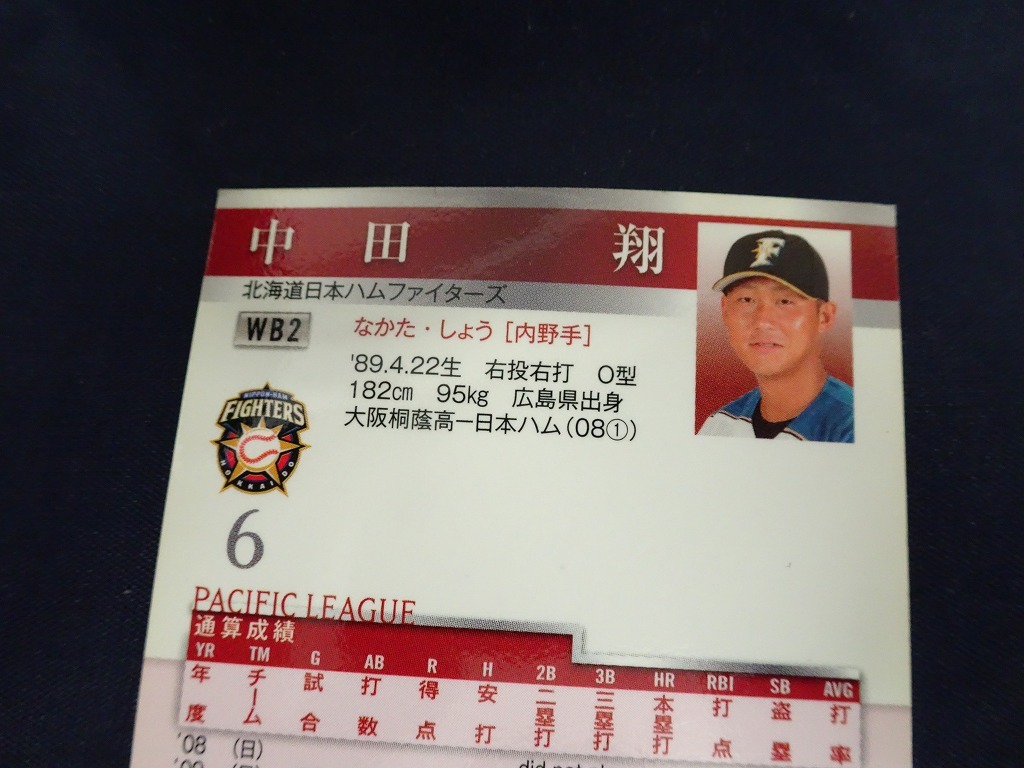 中田 翔
F
北海道日本ハムファイターズ
WB2
なかた・しょう [内野手]
'89.4.22生 右投右打 O型
182cm 95kg 広島県出身
大阪桐蔭高ー日本ハム(08①)
NIPPON-HAM
FIGHTERS
HOKKAIDO
6
PACIFIC LEAGUE
通算成績
YR TM G AB R H 2B 3B HR RBI SB AVG
年度 チーム 試合 打数 得点 安打 二塁打 三塁打 本塁打 打点 盗塁 打率
'08 (日)
did not